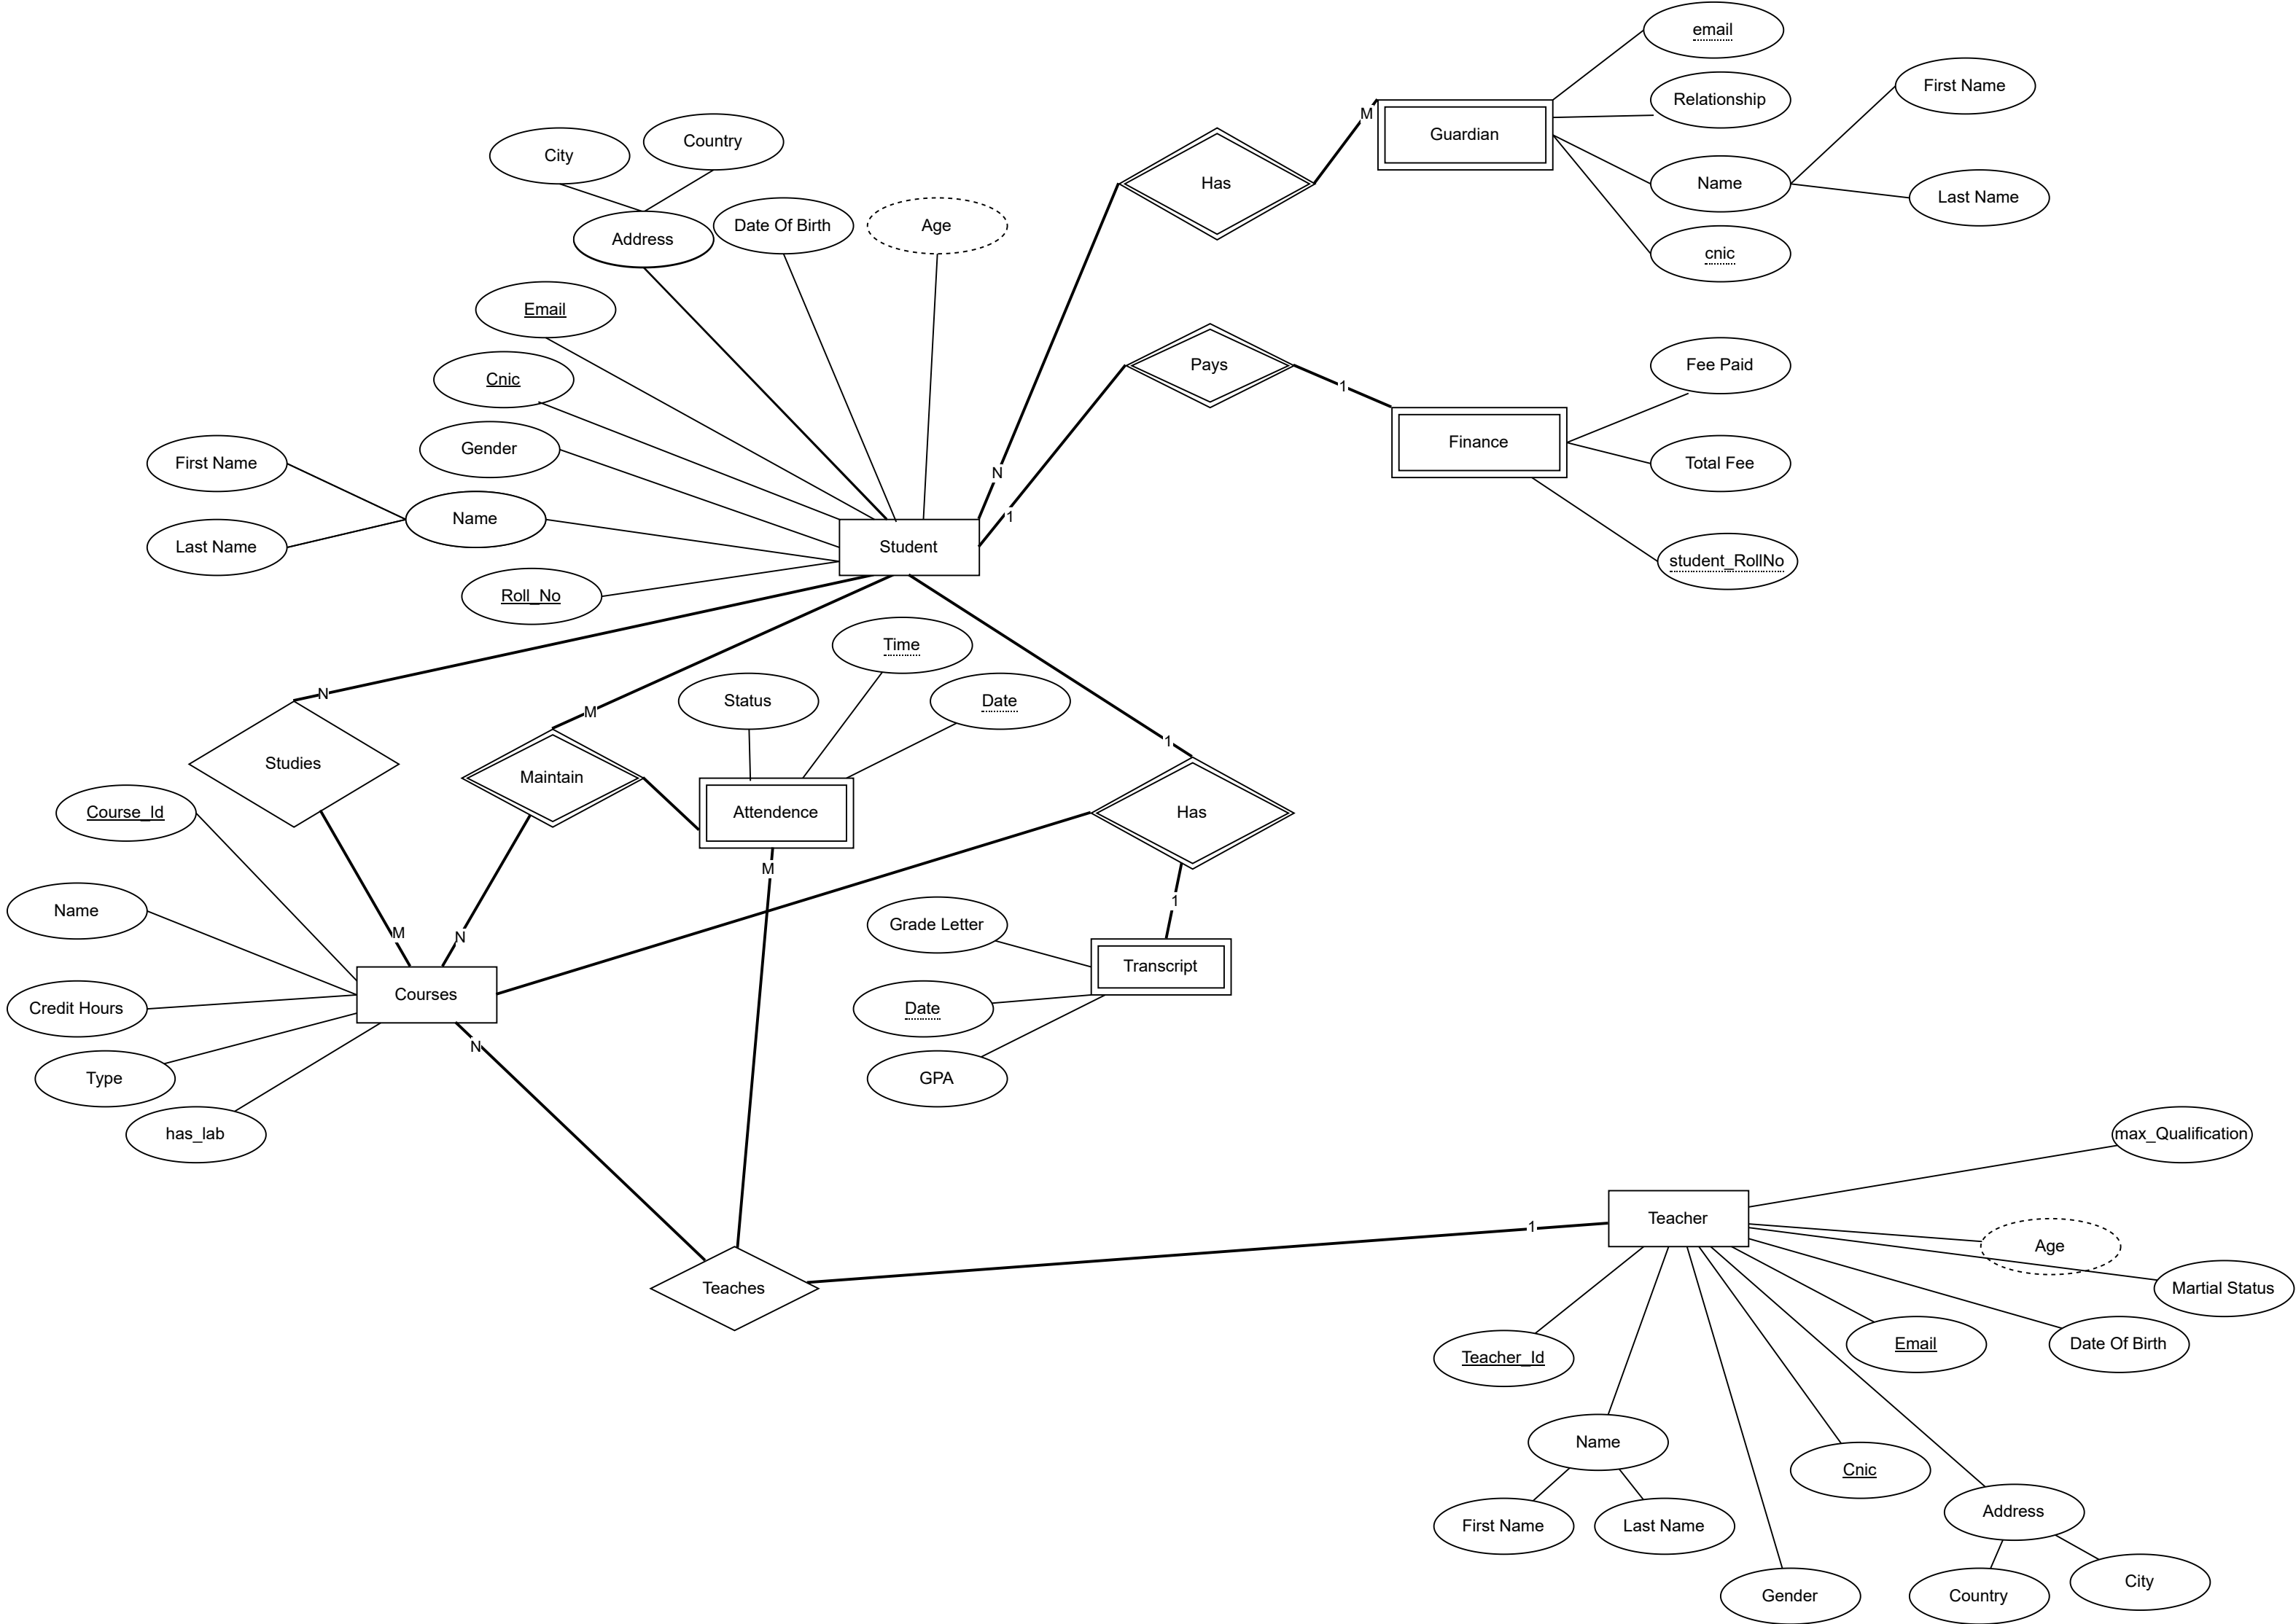 email
First Name
Relationship
M
Guardian
Country
City
Has
Name
Last Name
Date Of Birth
Age
Address
cnic
Email
Pays
Fee Paid
Cnic
1
Finance
Gender
First Name
Total Fee
N
Name
1
Last Name
Student
student_RollNo
Roll_No
Time
N
Status
Date
M
1
Studies
Maintain
Course_Id
Attendence
Has
M
1
Name
Grade Letter
M
N
Transcript
Courses
Credit Hours
Date
N
Type
GPA
has_lab
max_Qualification
Teacher
1
Age
Teaches
Martial Status
Teacher_Id
Email
Date Of Birth
Name
Cnic
Address
First Name
Last Name
City
Gender
Country